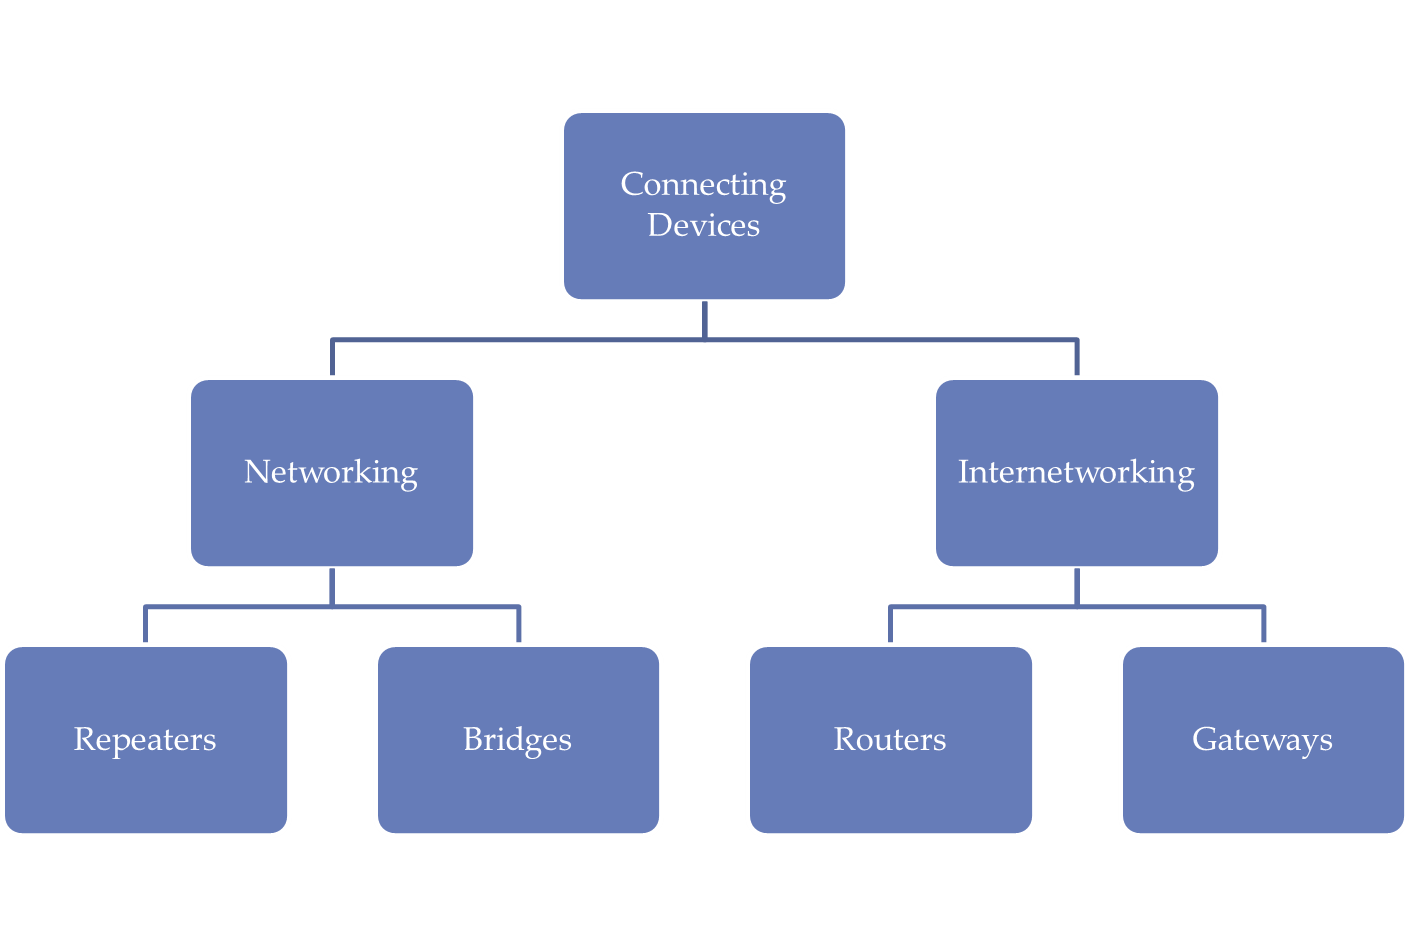 Connecting
Devices
Networking
Internetworking
Repeaters
Bridges
Routers
Gateways